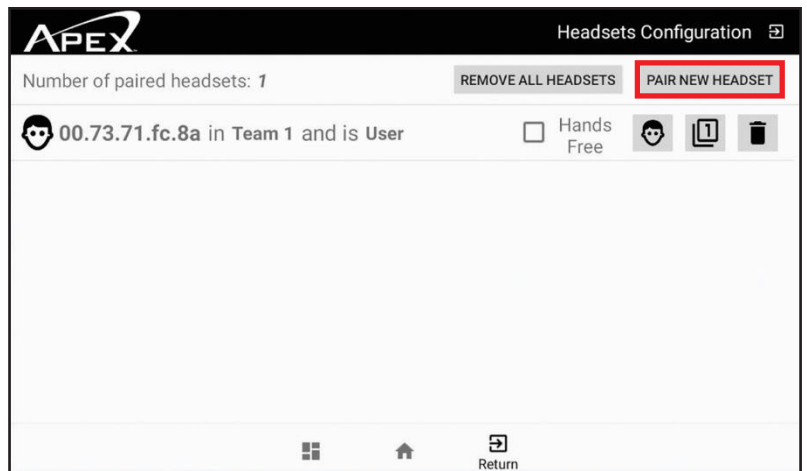 APEX
Headsets Configuration
Number of paired headsets: 1
REMOVE ALL HEADSETS
PAIR NEW HEADSET
00.73.71.fc.8a in Team 1 and is User
Hands
Free
1
Return